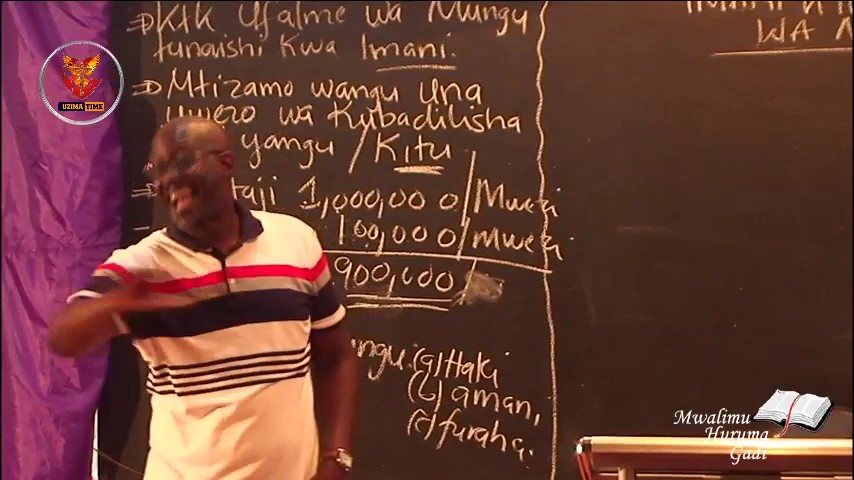 ⇒ Ktk Ufalme wa Mungu
tunaishi kwa Imani.
⇒ Mtizamo wangu una
uwezo wa kubadilisha
yangu / Kitu
taji 1,000,000/Mwezi
100,000/Mwezi
900,000
ngu. (a) Haki
(b) amani,
(c) furaha.
WA
UZIMA TIME
Mwalimu
Huruma
Gadi